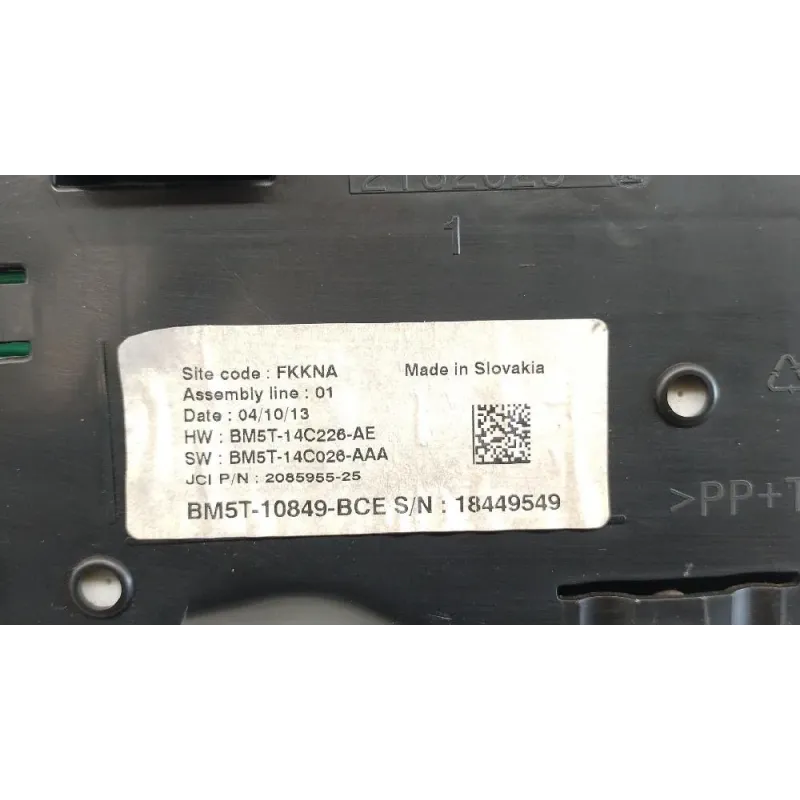 1
Site code : FKKNA
Made in Slovakia
Assembly line : 01
Date : 04/10/13
HW : BM5T-14C226-AE
SW : BM5T-14C026-AAA
JCI P/N : 2085955-25
BM5T-10849-BCE S/N : 18449549
>PP+T